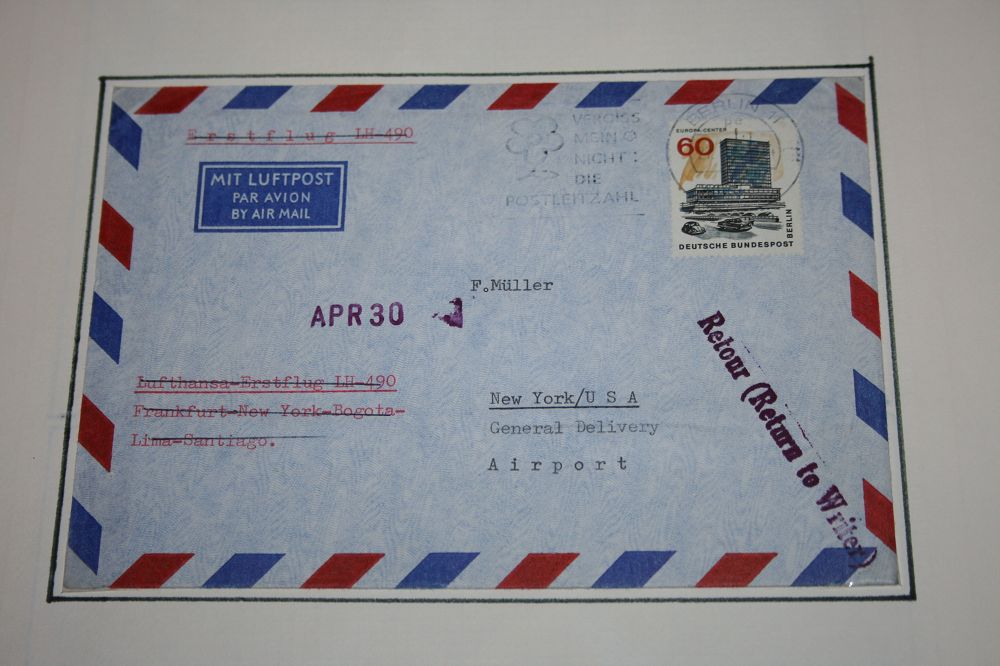 Erstflug LH-490
MIT LUFTPOST
PAR AVION
BY AIR MAIL
VERGISS
MEIN
NICHT:
DIE
POSTLEITZAHL
BERLIN 11
EUROPA-CENTER
60
DEUTSCHE BUNDESPOST
BERLIN
F.Müller
APR 30
Lufthansa-Erstflug LH-490
Frankfurt-New York-Bogota-
Lima-Santiago.
New York/U S A
General Delivery
Airport
Retour (Return to Writer)